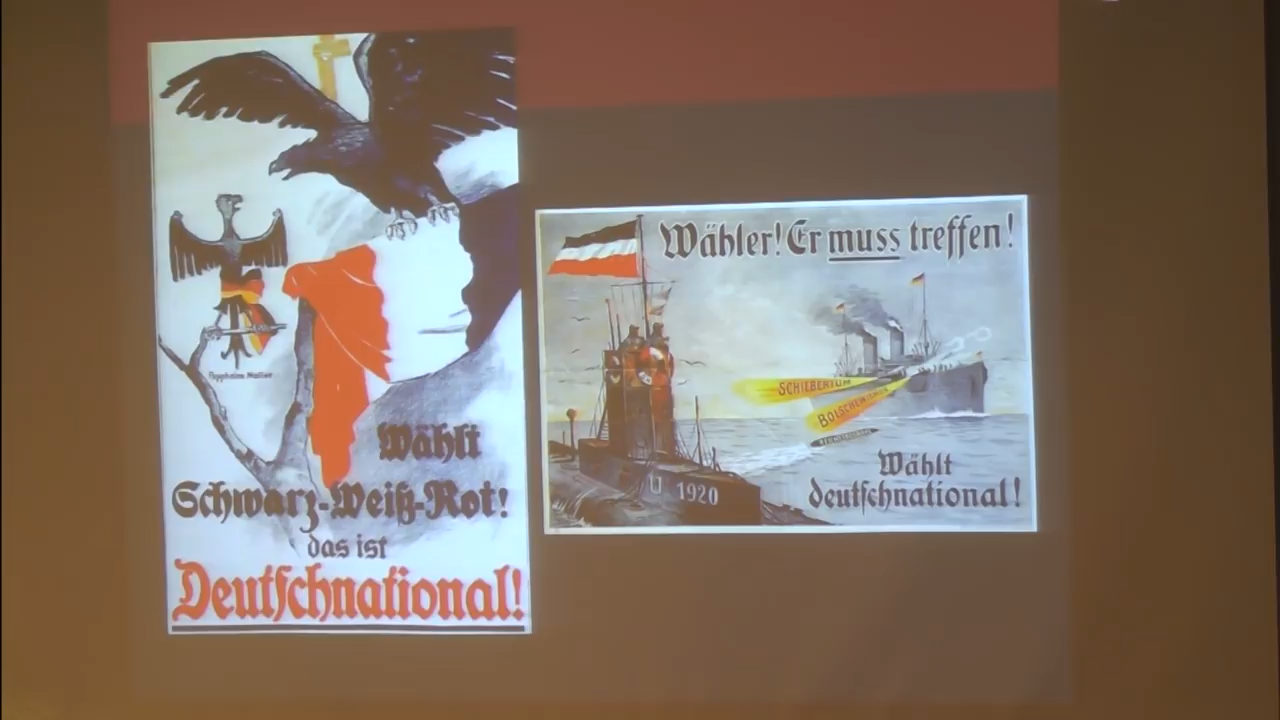 Wählt
Schwarz-Weiß-Rot!
das ist
Deutschnational!
Wähler! Er muss treffen!
SCHIEBERTUM
BOLSCHEWISMUS
U 1920
Wählt
deutschnational!